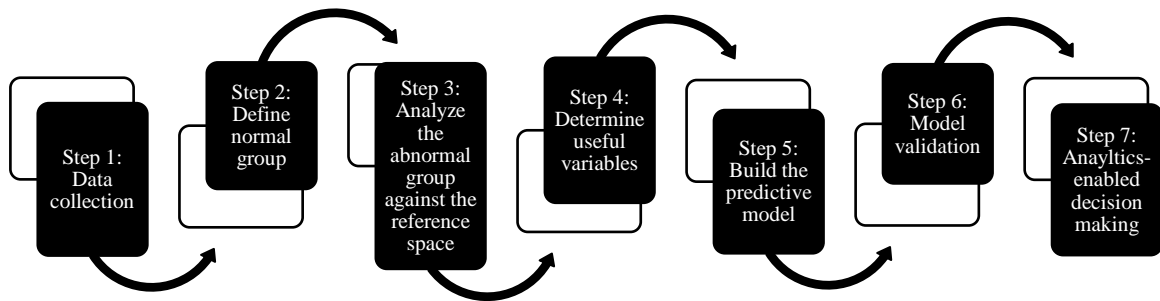 Step 1:
Data
collection
Step 2:
Define
normal
group
Step 3:
Analyze
the
abnormal
group
against the
reference
space
Step 4:
Determine
useful
variables
Step 5:
Build the
predictive
model
Step 6:
Model
validation
Step 7:
Anayltics-
enabled
decision
making